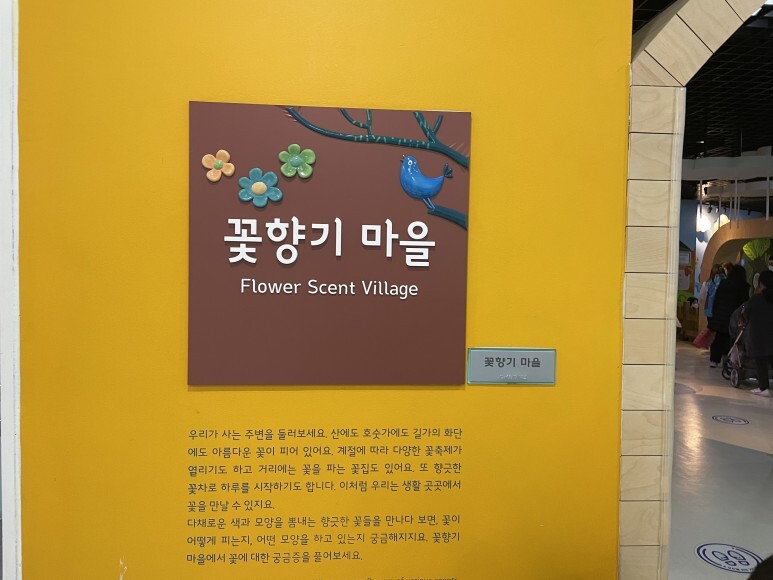 꽃향기 마을
Flower Scent Village
꽃향기 마을
우리가 사는 주변을 둘러보세요. 산에도 호숫가에도 길가의 화단
에도 아름다운 꽃이 피어 있어요. 계절에 따라 다양한 꽃축제가
열리기도 하고 거리에는 꽃을 파는 꽃집도 있어요. 또 향긋한
꽃차로 하루를 시작하기도 합니다. 이처럼 우리는 생활 곳곳에서
꽃을 만날 수 있지요.
다채로운 색과 모양을 뽐내는 향긋한 꽃들을 만나다 보면, 꽃이
어떻게 피는지, 어떤 모양을 하고 있는지 궁금해지지요. 꽃향기
마을에서 꽃에 대한 궁금증을 풀어보세요.